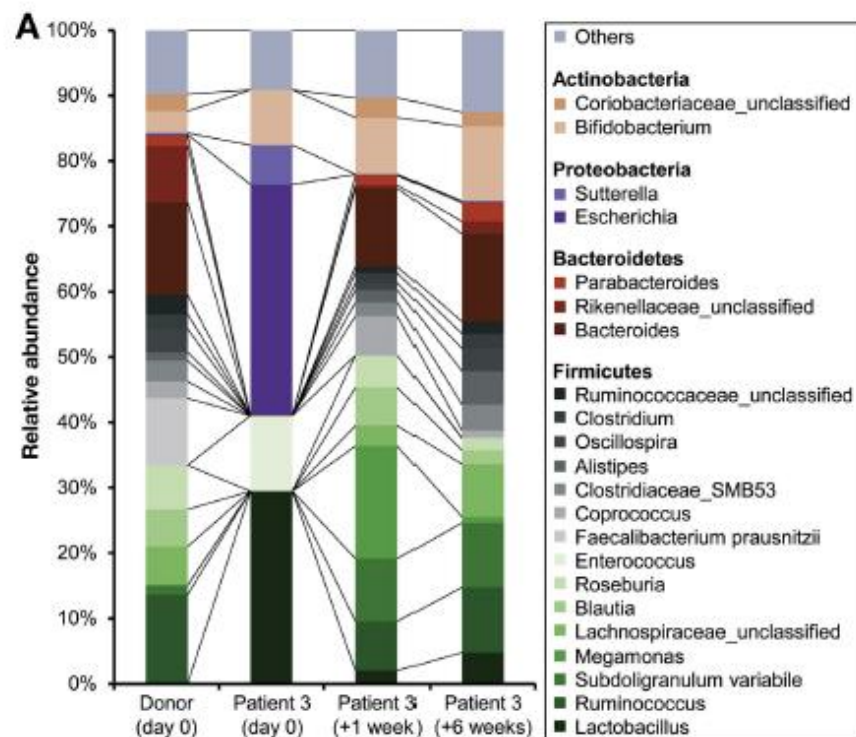 A
100%
90%
80%
70%
60%
50%
40%
30%
20%
10%
0%
Relative abundance
Donor
(day 0)
Patient 3
(day 0)
Patient 3
(+1 week)
Patient 3
(+6 weeks)
Others
Actinobacteria
Coriobacteriaceae_unclassified
Bifidobacterium
Proteobacteria
Sutterella
Escherichia
Bacteroidetes
Parabacteroides
Rikenellaceae_unclassified
Bacteroides
Firmicutes
Ruminococcaceae_unclassified
Clostridium
Oscillospira
Alistipes
Clostridiaceae_SMB53
Coprococcus
Faecalibacterium prausnitzii
Enterococcus
Roseburia
Blautia
Lachnospiraceae_unclassified
Megamonas
Subdoligranulum variabile
Ruminococcus
Lactobacillus